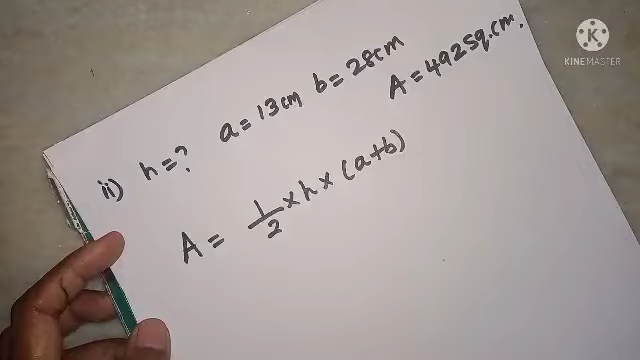 ii) h=? a=13cm b=28cm A=492Sq.cm.
A = 1/2 × h × (a+b)
K
KINEMASTER